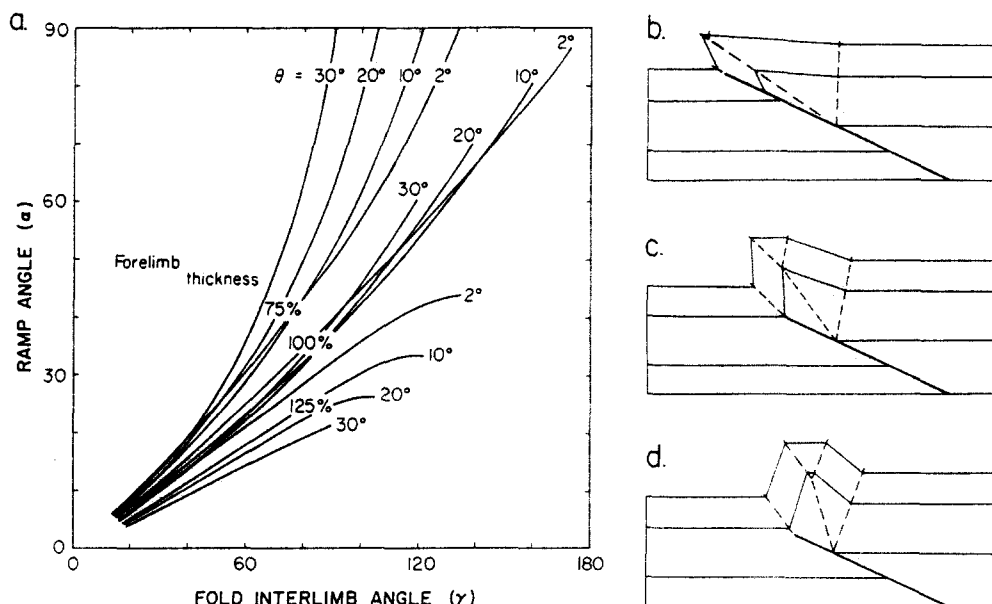 a.
90
60
30
0
RAMP ANGLE (α)
θ = 30° 20° 10° 2°
2°
10°
20°
30°
Forelimb
thickness
75%
100%
125%
2°
10°
20°
30°
0 60 120 180
FOLD INTERLIMB ANGLE (γ)
b.
c.
d.